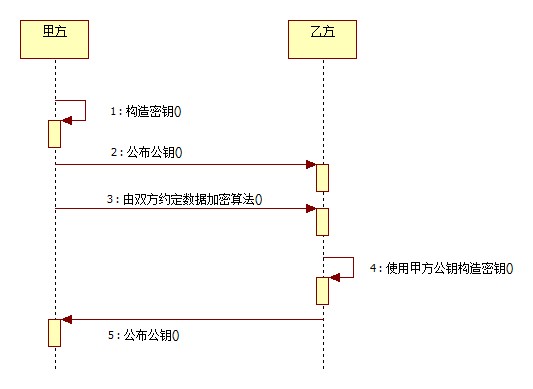 甲方
乙方
1：构造密钥()
2：公布公钥()
3：由双方约定数据加密算法()
4：使用甲方公钥构造密钥()
5：公布公钥()